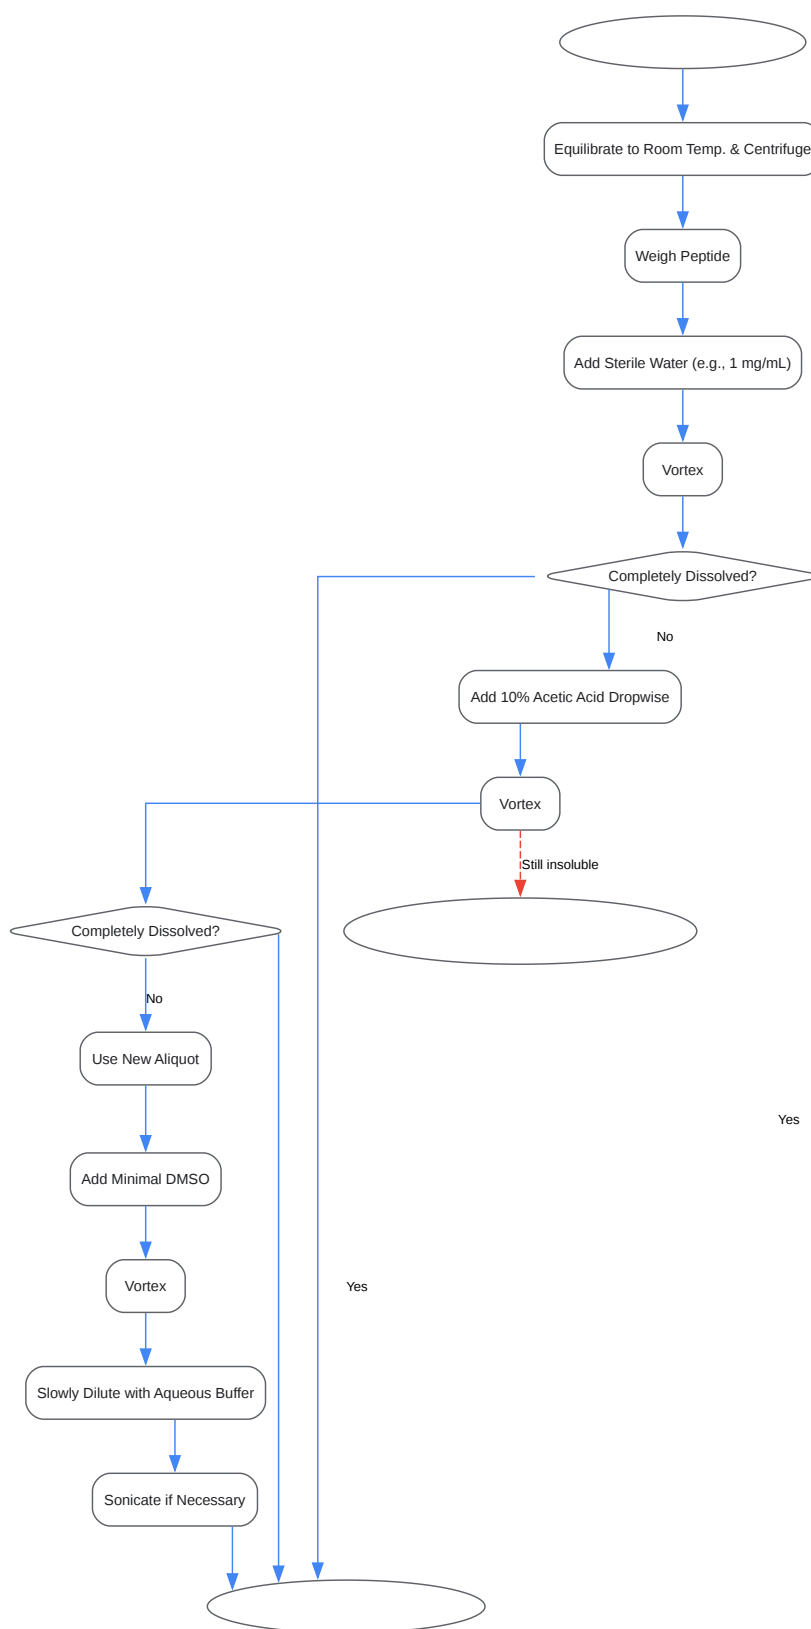 Equilibrate to Room Temp. & Centrifuge
Weigh Peptide
Add Sterile Water (e.g., 1 mg/mL)
Vortex
Completely Dissolved?
No
Add 10% Acetic Acid Dropwise
Vortex
Still insoluble
Completely Dissolved?
No
Use New Aliquot
Yes
Add Minimal DMSO
Vortex
Yes
Slowly Dilute with Aqueous Buffer
Sonicate if Necessary